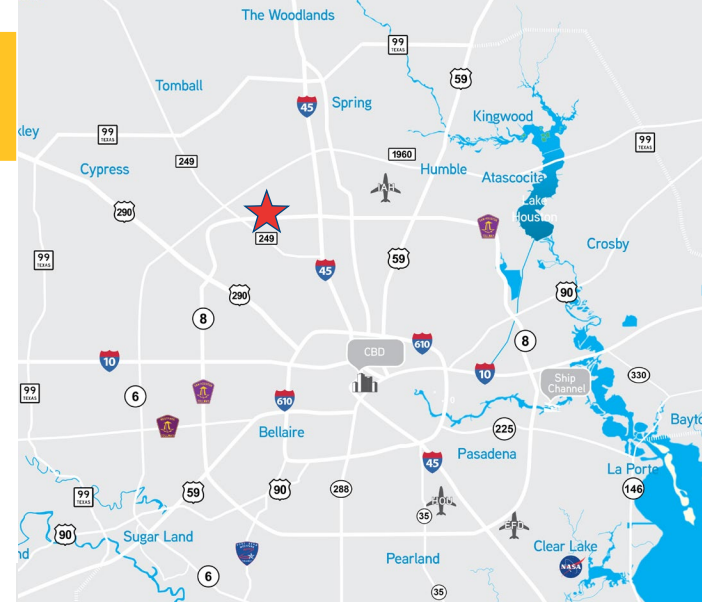 The Woodlands
99
TEXAS
59
Tomball
45
Spring
Kingwood
99
TEXAS
99
TEXAS
1960
249
Cypress
Humble
Atascocita
IAH
Lake
Houston
290
249
Crosby
99
TEXAS
59
45
290
90
8
8
610
CBD
10
10
Ship
Channel
330
99
TEXAS
6
610
225
Bellaire
Pasadena
45
La Porte
99
TEXAS
59
90
288
146
HOU
35
EFD
90
Sugar Land
Clear Lake
Pearland
NASA
6
35